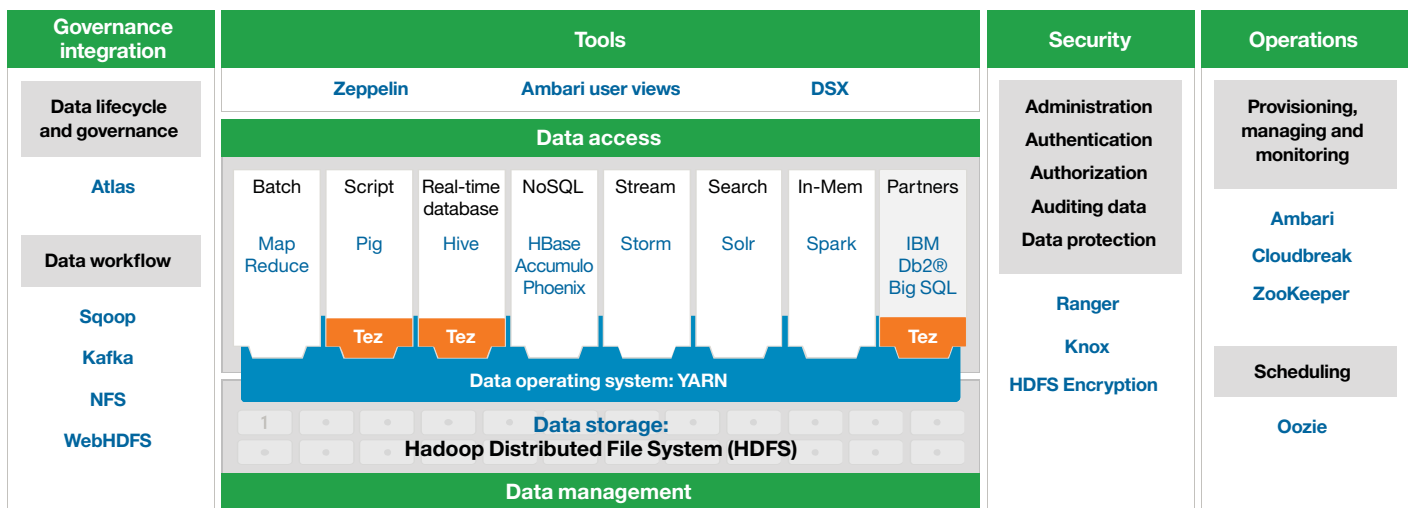 Governance
integration
Data lifecycle
and governance
Atlas
Data workflow
Sqoop
Kafka
NFS
WebHDFS
Tools
Zeppelin
Ambari user views
DSX
Data access
Batch
Map
Reduce
Script
Pig
Tez
Real-time
database
Hive
Tez
NoSQL
HBase
Accumulo
Phoenix
Stream
Storm
Search
Solr
In-Mem
Spark
Partners
IBM
Db2®
Big SQL
Tez
Data operating system: YARN
1
Data storage:
Hadoop Distributed File System (HDFS)
Data management
Security
Administration
Authentication
Authorization
Auditing data
Data protection
Ranger
Knox
HDFS Encryption
Operations
Provisioning,
managing and
monitoring
Ambari
Cloudbreak
ZooKeeper
Scheduling
Oozie